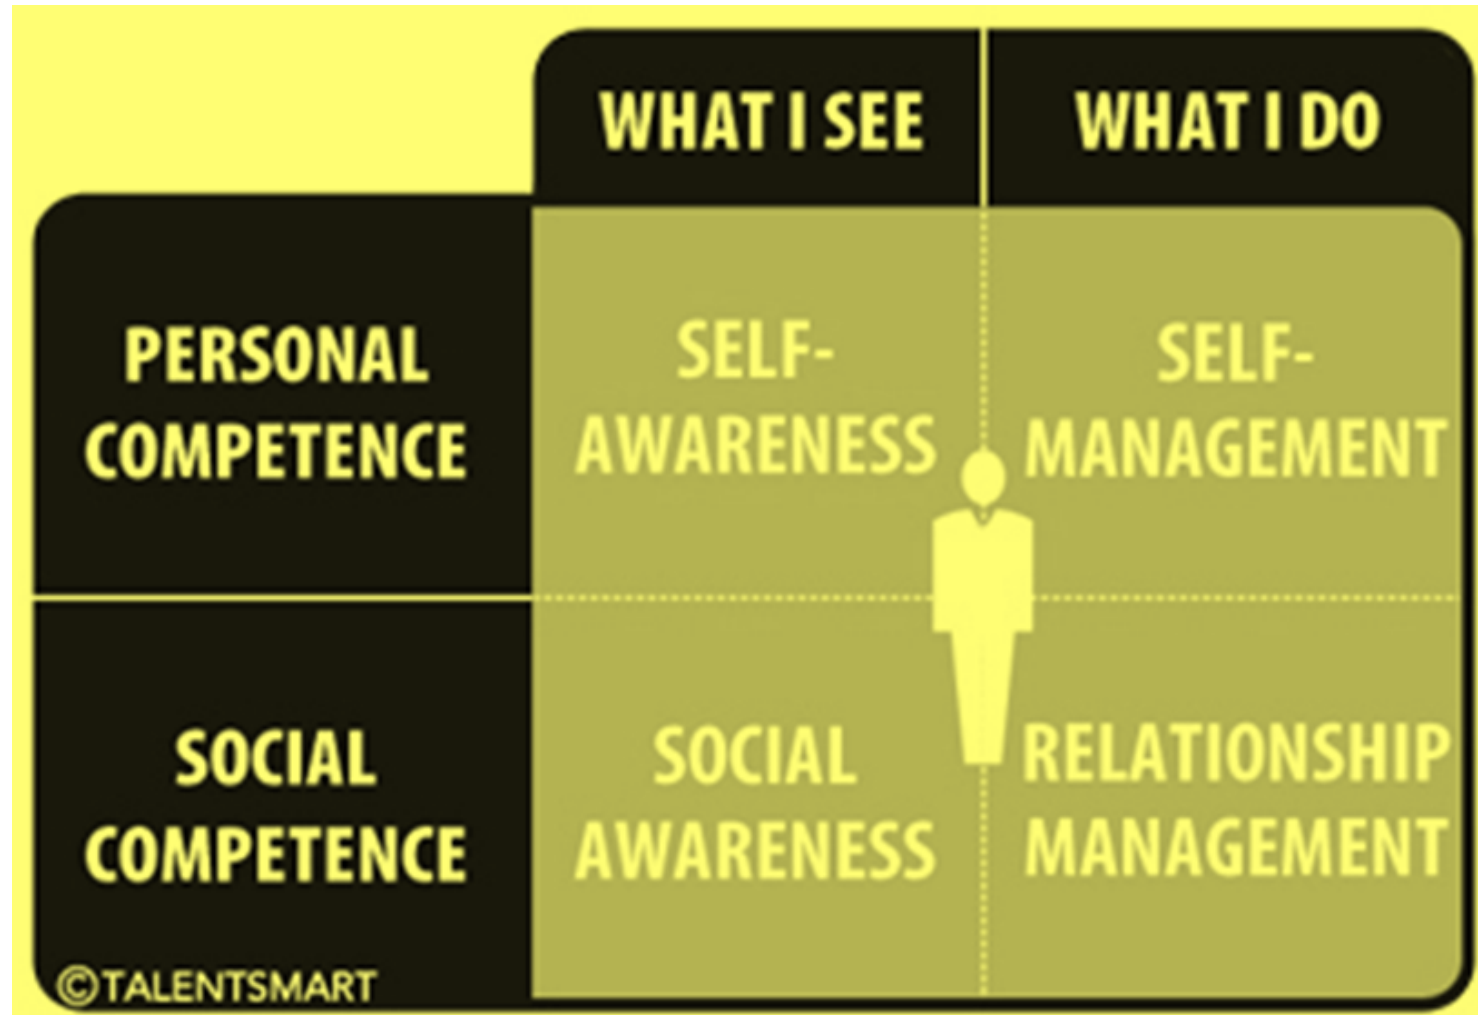 WHAT I SEE
WHAT I DO
PERSONAL
COMPETENCE
SELF-
AWARENESS
SELF-
MANAGEMENT
SOCIAL
COMPETENCE
SOCIAL
AWARENESS
RELATIONSHIP
MANAGEMENT
©TALENTSMART